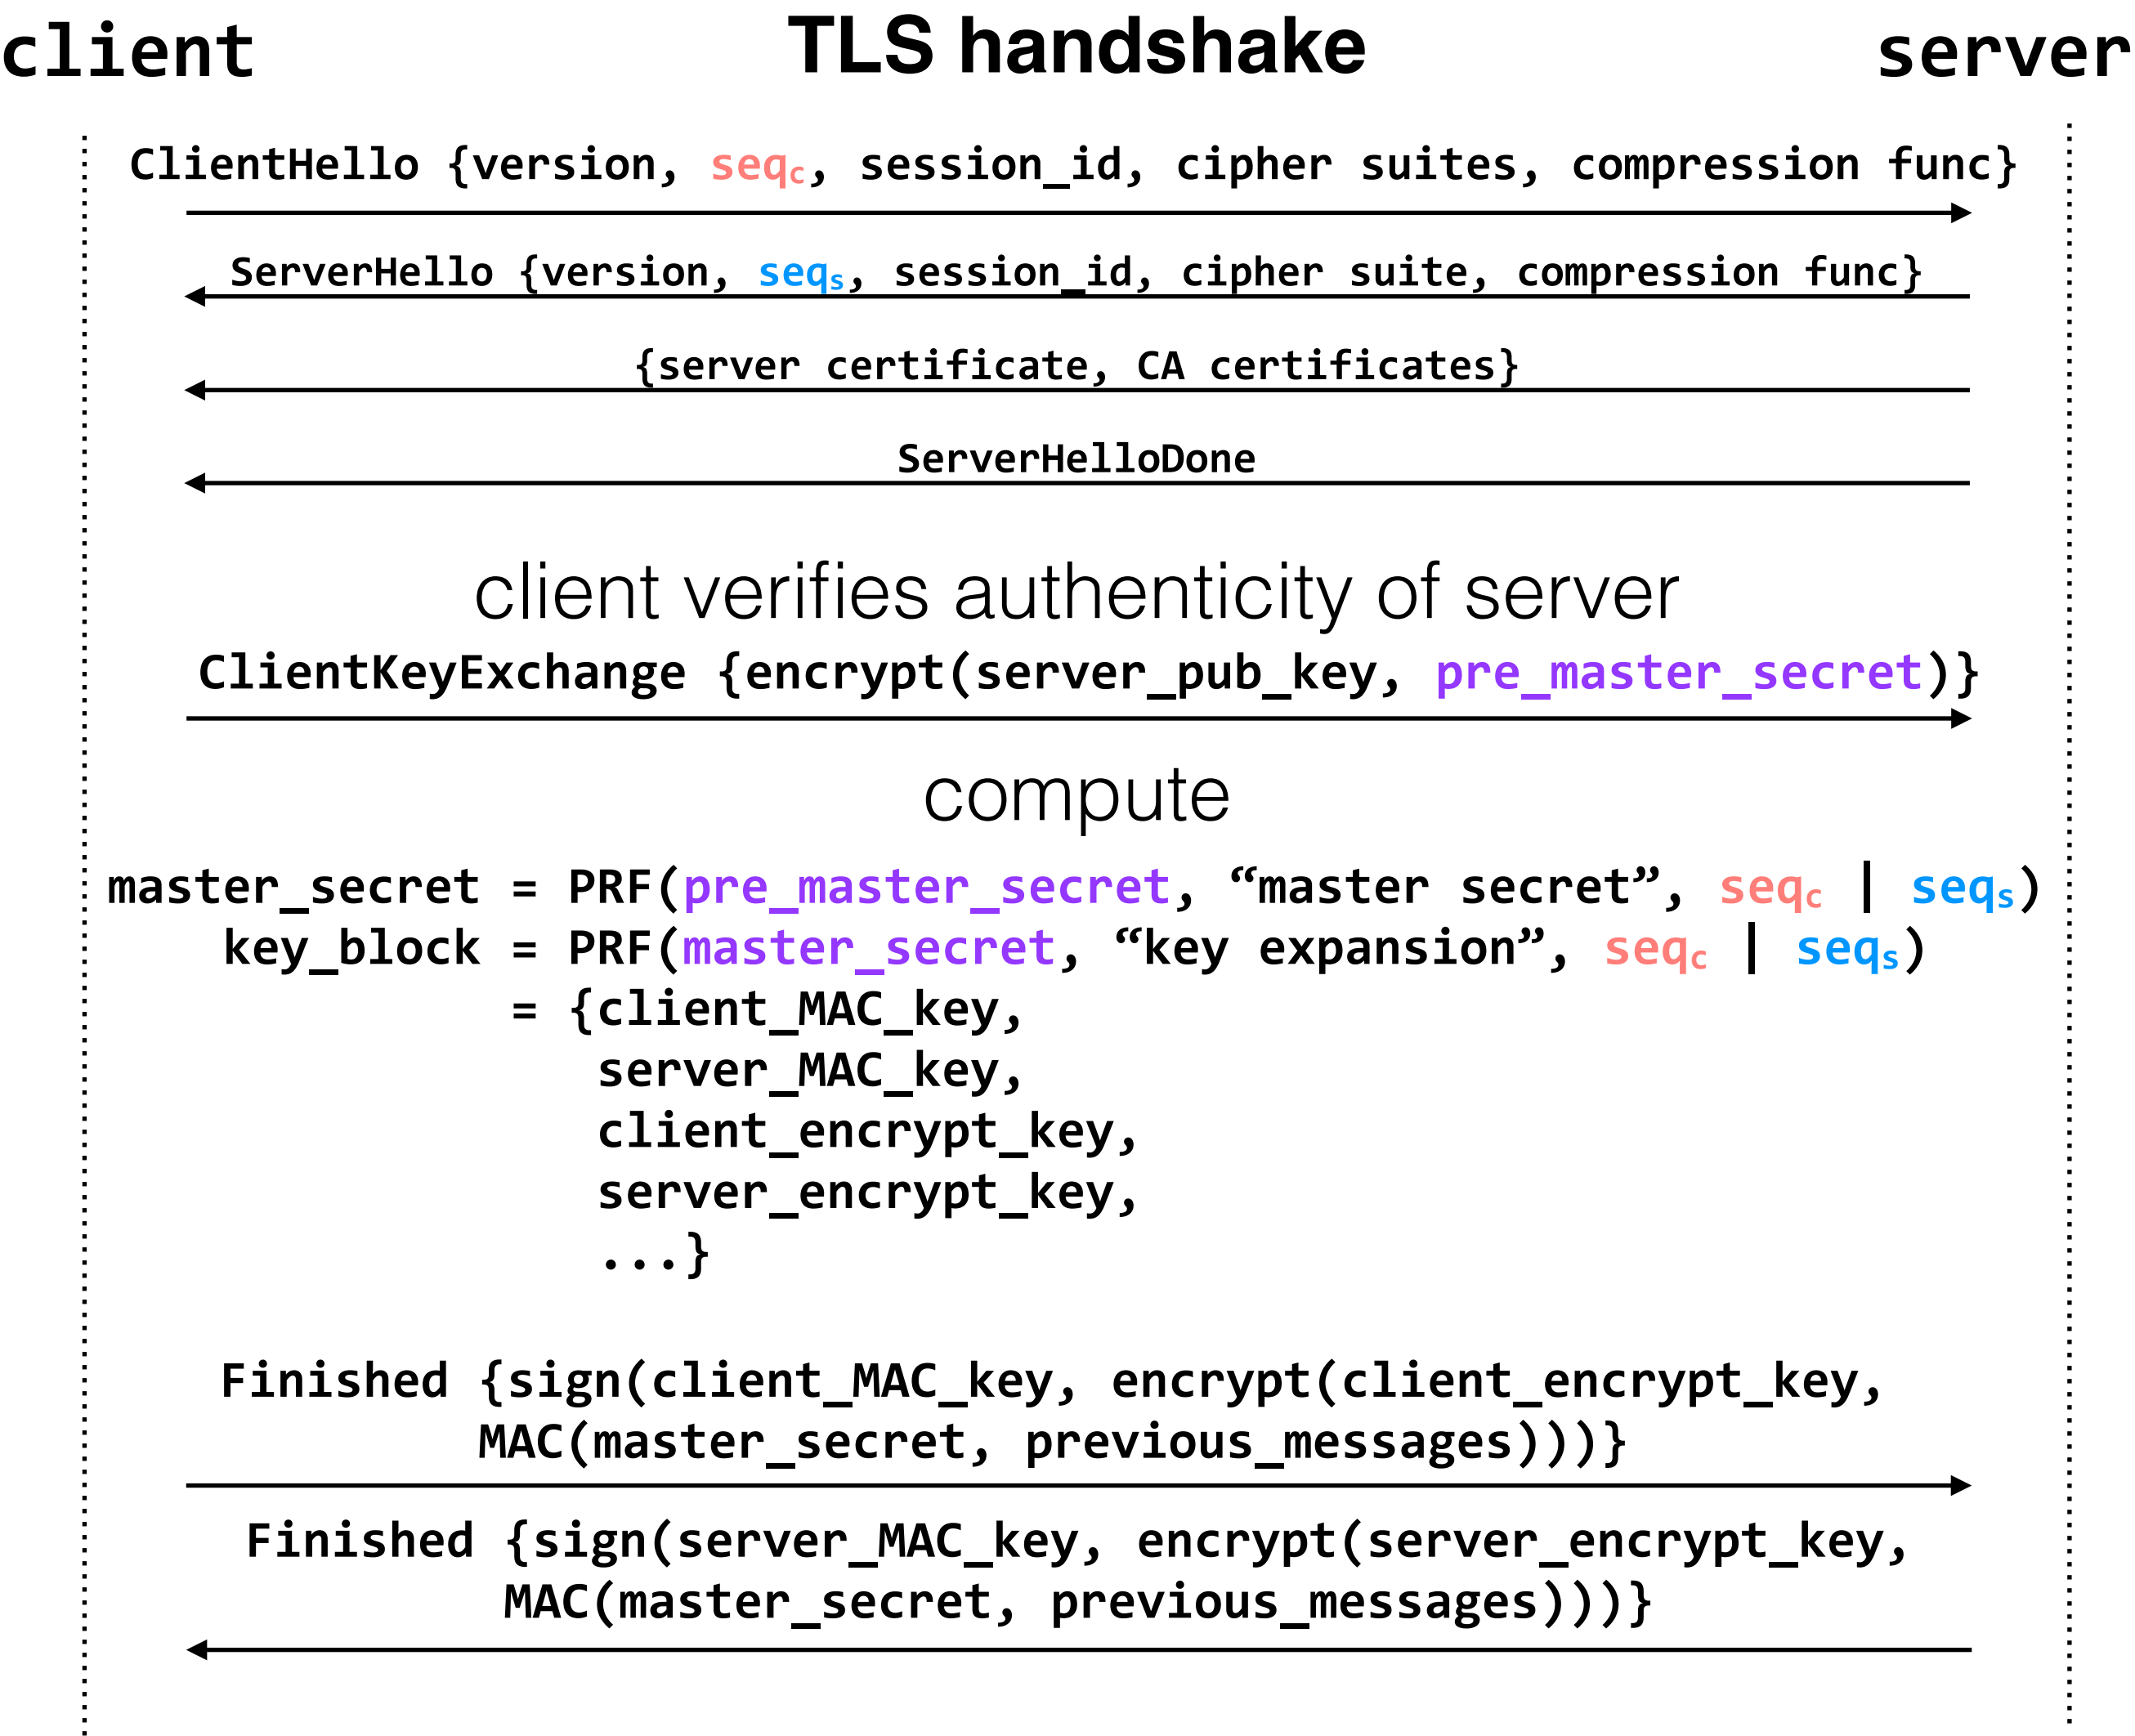 client TLS handshake server
ClientHello {version, seqc, session_id, cipher suites, compression func}
ServerHello {version, seqs, session_id, cipher suite, compression func}
{server certificate, CA certificates}
ServerHelloDone
client verifies authenticity of server
ClientKeyExchange {encrypt(server_pub_key, pre_master_secret)}
compute
master_secret = PRF(pre_master_secret, “master secret”, seqc | seqs)
key_block = PRF(master_secret, “key expansion”, seqc | seqs)
= {client_MAC_key,
server_MAC_key,
client_encrypt_key,
server_encrypt_key,
...}
Finished {sign(client_MAC_key, encrypt(client_encrypt_key,
MAC(master_secret, previous_messages)))}
Finished {sign(server_MAC_key, encrypt(server_encrypt_key,
MAC(master_secret, previous_messages)))}